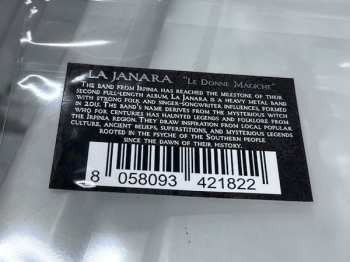 LA JANARA "LE DONNE MAGICHE"
THE BAND FROM IRPINIA HAS REACHED THE MILESTONE OF THEIR
SECOND FULL-LENGTH ALBUM, LA JANARA IS A HEAVY METAL BAND
WITH STRONG FOLK AND SINGER-SONGWRITER INFLUENCES, FORMED
IN 2015. THE BAND'S NAME DERIVES FROM THE MYSTERIOUS WITCH
WHO FOR CENTURIES HAS HAUNTED LEGENDS AND FOLKLORE FROM
THE IRPINIA REGION. THEY DRAW INSPIRATION FROM LOCAL POPULAR
CULTURE, ANCIENT BELIEFS, SUPERSTITIONS, AND MYSTERIOUS LEGENDS
ROOTED IN THE PSYCHE OF THE SOUTHERN PEOPLE
SINCE THE DAWN OF THEIR HISTORY.
8 058093 421822